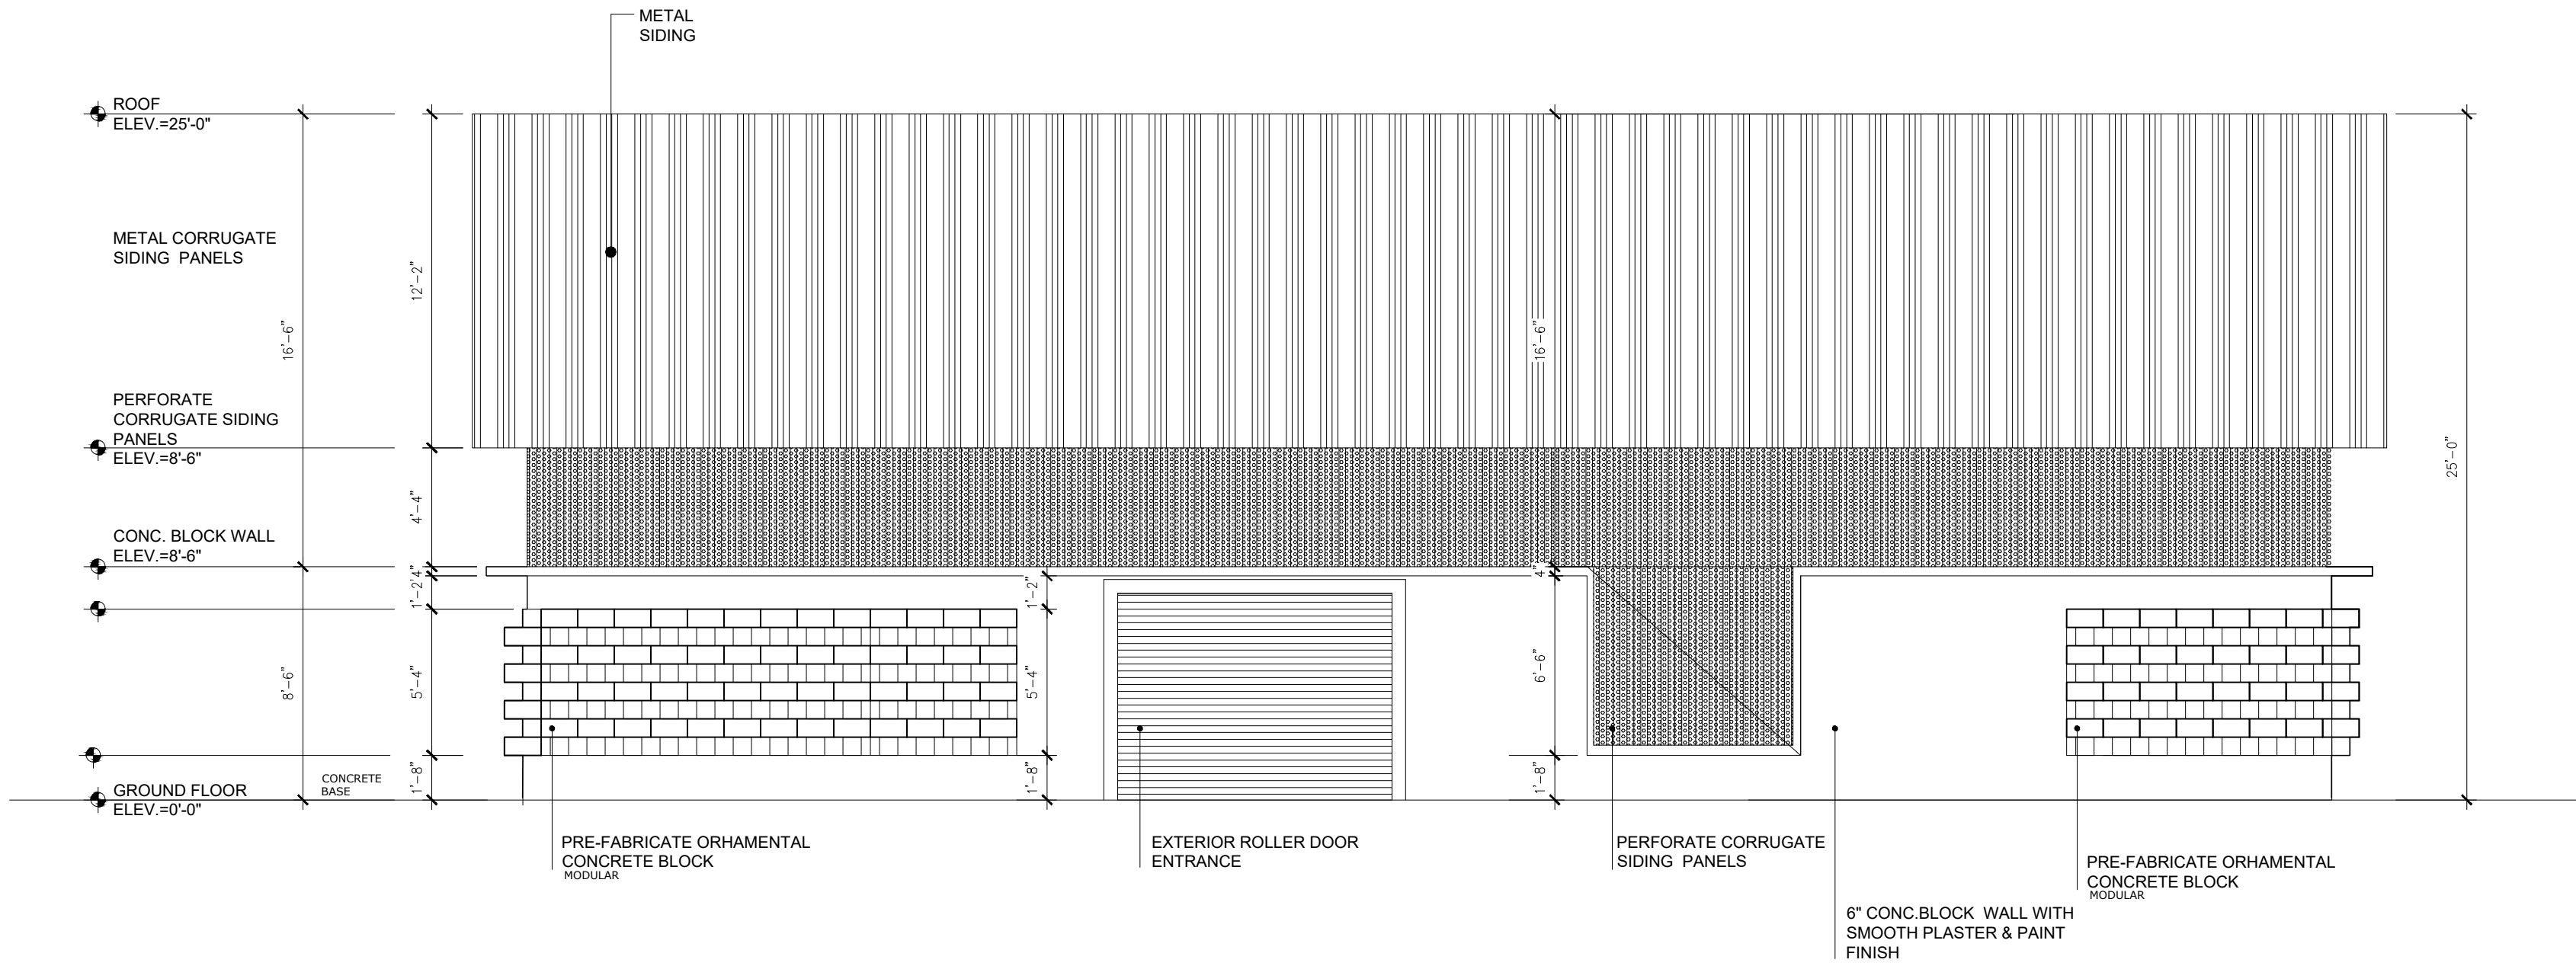 METAL
SIDING
ROOF
ELEV.=25'-0"
METAL CORRUGATE
SIDING  PANELS
12'-2"
16'-6"
16'-6"
PERFORATE
CORRUGATE SIDING
PANELS
ELEV.=8'-6"
25'-0"
4'-4"
CONC. BLOCK WALL
ELEV.=8'-6"
4"
1'-2"
1'-2"
4"
8'-6"
5'-4"
5'-4"
6'-6"
CONCRETE
BASE
1'-8"
1'-8"
1'-8"
GROUND FLOOR
ELEV.=0'-0"
PRE-FABRICATE ORHAMENTAL
CONCRETE BLOCK
MODULAR
EXTERIOR ROLLER DOOR
ENTRANCE
PERFORATE CORRUGATE
SIDING  PANELS
PRE-FABRICATE ORHAMENTAL
CONCRETE BLOCK
MODULAR
6" CONC.BLOCK  WALL WITH
SMOOTH PLASTER & PAINT
FINISH